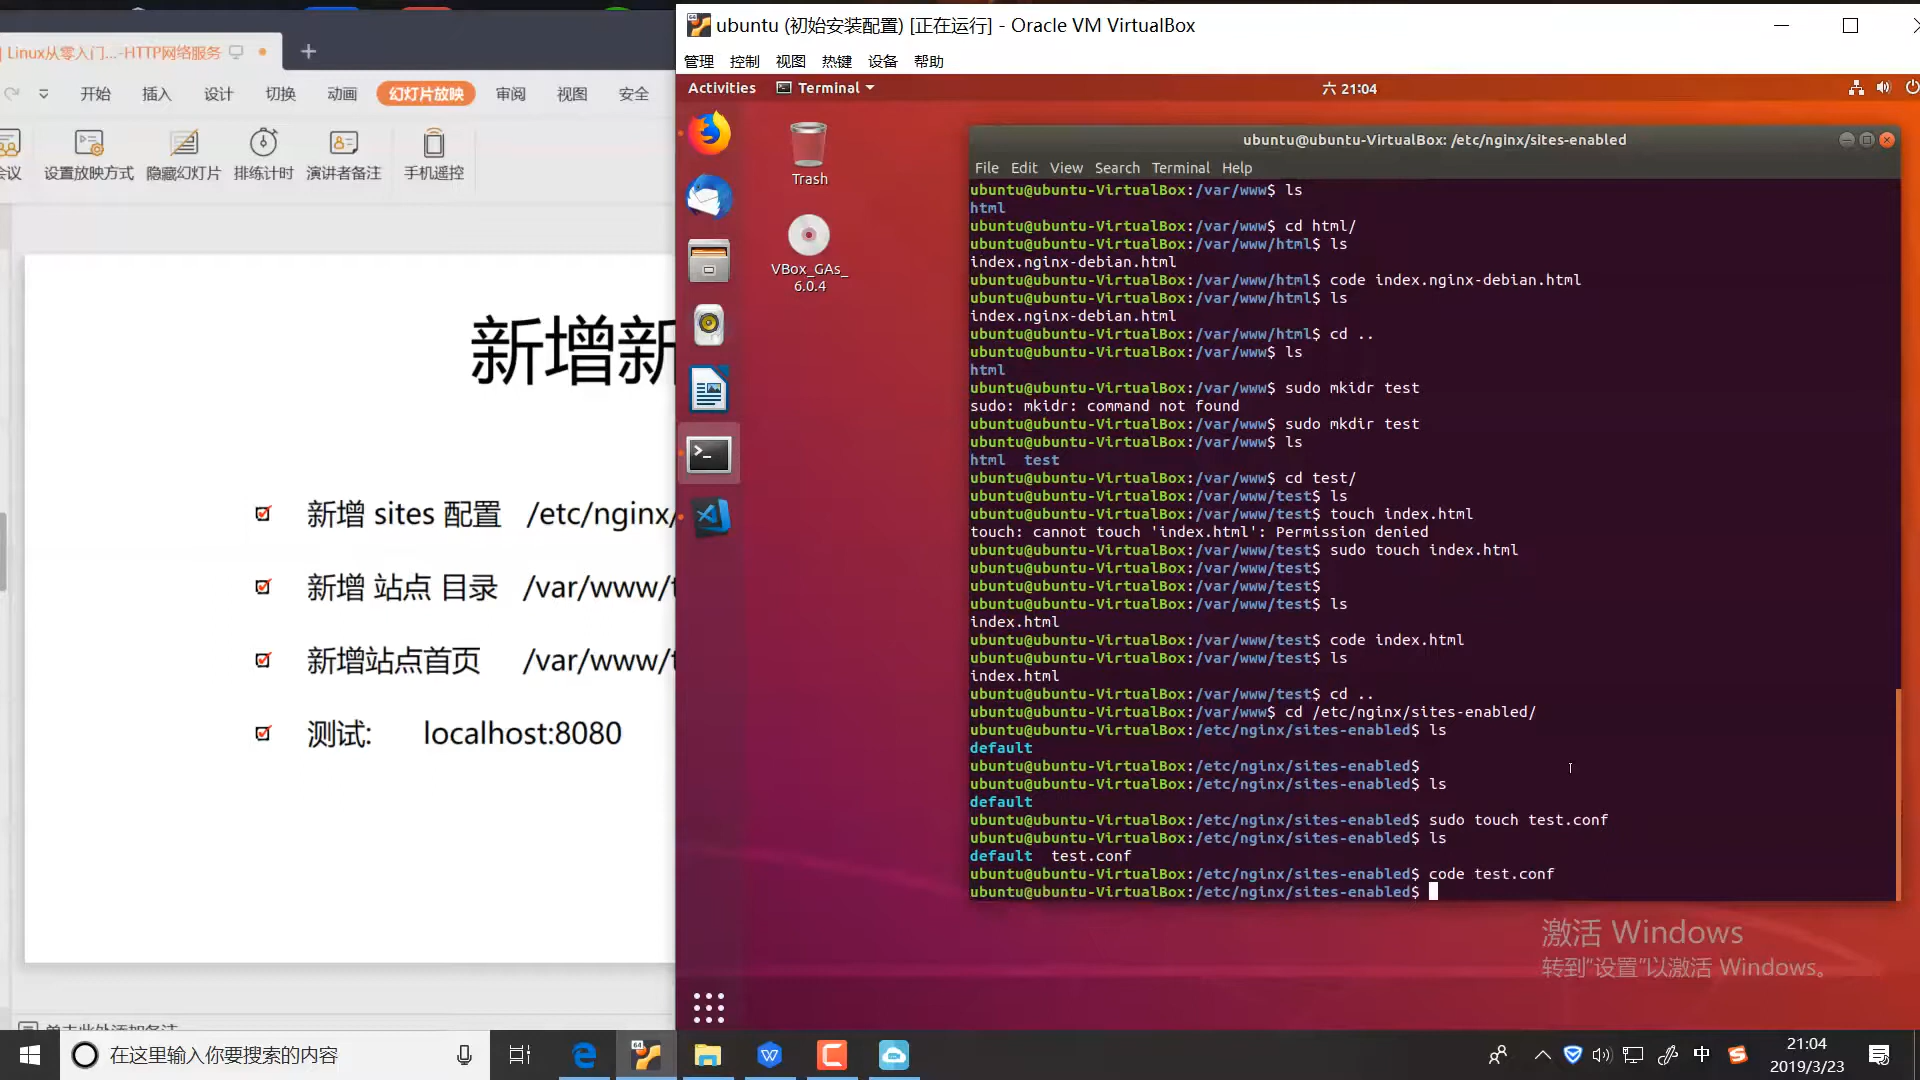 Linux从零入门...-HTTP网络服务
开始 插入 设计 切换 动画 幻灯片放映 审阅 视图 安全
会议 设置放映方式 隐藏幻灯片 排练计时 演讲者备注 手机遥控
新增新
新增 sites 配置 /etc/nginx/
新增 站点 目录 /var/www/t
新增站点首页 /var/www/t
测试: localhost:8080
单击此处添加备注
ubuntu (初始安装配置) [正在运行] - Oracle VM VirtualBox
管理 控制 视图 热键 设备 帮助
Activities Terminal 六 21:04
Trash
VBox_GAs_
6.0.4
ubuntu@ubuntu-VirtualBox: /etc/nginx/sites-enabled
File Edit View Search Terminal Help
ubuntu@ubuntu-VirtualBox:/var/www$ ls
html
ubuntu@ubuntu-VirtualBox:/var/www$ cd html/
ubuntu@ubuntu-VirtualBox:/var/www/html$ ls
index.nginx-debian.html
ubuntu@ubuntu-VirtualBox:/var/www/html$ code index.nginx-debian.html
ubuntu@ubuntu-VirtualBox:/var/www/html$ ls
index.nginx-debian.html
ubuntu@ubuntu-VirtualBox:/var/www/html$ cd ..
ubuntu@ubuntu-VirtualBox:/var/www$ ls
html
ubuntu@ubuntu-VirtualBox:/var/www$ sudo mkidr test
sudo: mkidr: command not found
ubuntu@ubuntu-VirtualBox:/var/www$ sudo mkdir test
ubuntu@ubuntu-VirtualBox:/var/www$ ls
html test
ubuntu@ubuntu-VirtualBox:/var/www$ cd test/
ubuntu@ubuntu-VirtualBox:/var/www/test$ ls
ubuntu@ubuntu-VirtualBox:/var/www/test$ touch index.html
touch: cannot touch 'index.html': Permission denied
ubuntu@ubuntu-VirtualBox:/var/www/test$ sudo touch index.html
ubuntu@ubuntu-VirtualBox:/var/www/test$
ubuntu@ubuntu-VirtualBox:/var/www/test$
ubuntu@ubuntu-VirtualBox:/var/www/test$ ls
index.html
ubuntu@ubuntu-VirtualBox:/var/www/test$ code index.html
ubuntu@ubuntu-VirtualBox:/var/www/test$ ls
index.html
ubuntu@ubuntu-VirtualBox:/var/www/test$ cd ..
ubuntu@ubuntu-VirtualBox:/var/www$ cd /etc/nginx/sites-enabled/
ubuntu@ubuntu-VirtualBox:/etc/nginx/sites-enabled$ ls
default
ubuntu@ubuntu-VirtualBox:/etc/nginx/sites-enabled$
ubuntu@ubuntu-VirtualBox:/etc/nginx/sites-enabled$ ls
default
ubuntu@ubuntu-VirtualBox:/etc/nginx/sites-enabled$ sudo touch test.conf
ubuntu@ubuntu-VirtualBox:/etc/nginx/sites-enabled$ ls
default test.conf
ubuntu@ubuntu-VirtualBox:/etc/nginx/sites-enabled$ code test.conf
ubuntu@ubuntu-VirtualBox:/etc/nginx/sites-enabled$
激活 Windows
转到"设置"以激活 Windows。
在这里输入你要搜索的内容
中
21:04
2019/3/23